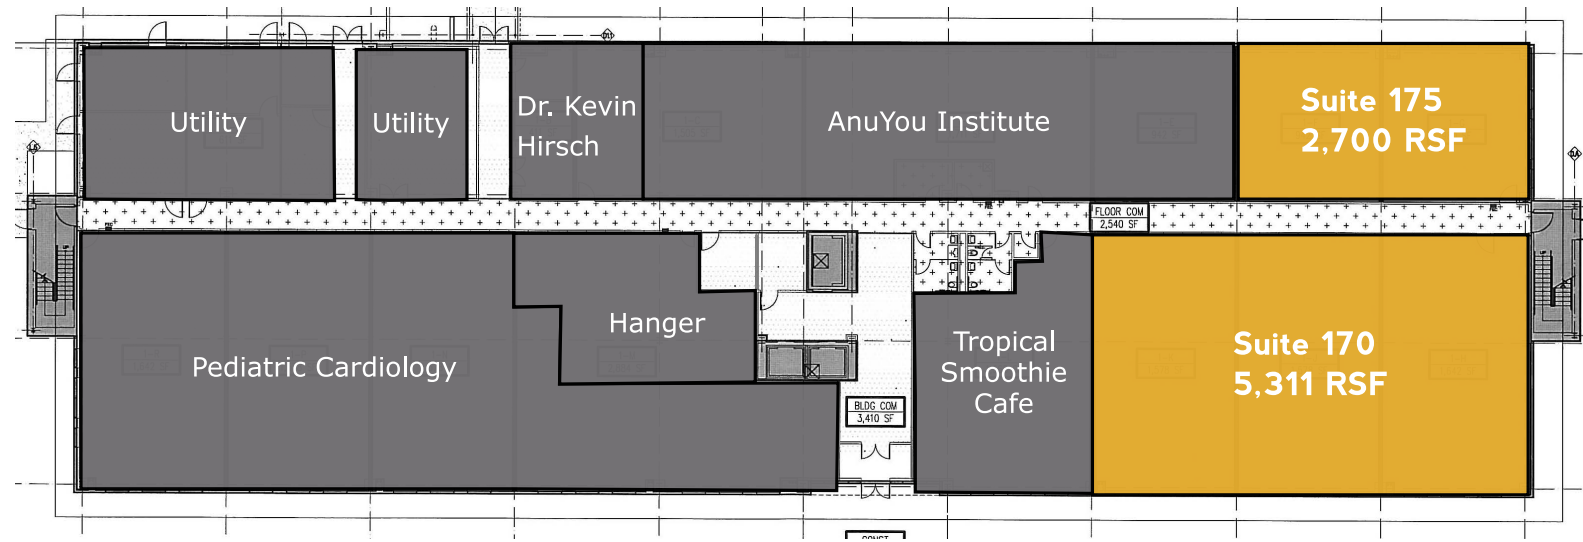 Utility
Utility
Dr. Kevin
Hirsch
AnuYou Institute
Suite 175
2,700 RSF
FLOOR COM
2,540 SF
Pediatric Cardiology
Hanger
Tropical
Smoothie
Cafe
Suite 170
5,311 RSF
BLDG COM
3,410 SF